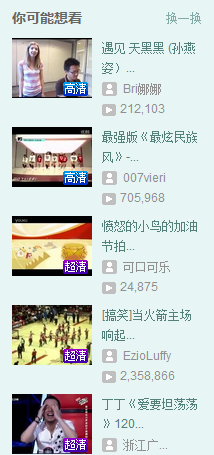 你可能想看 换一换
遇见 天黑黑 (孙燕
姿) ...
高清
Bri娜娜
212,103
最强版《最炫民族
风》-...
高清
007vieri
705,968
愤怒的小鸟的加油
节拍...
超清
可口可乐
24,875
[搞笑]当火箭主场
响起...
超清
EzioLuffy
2,358,866
丁丁《爱要坦荡荡
》120...
超清
浙江广...